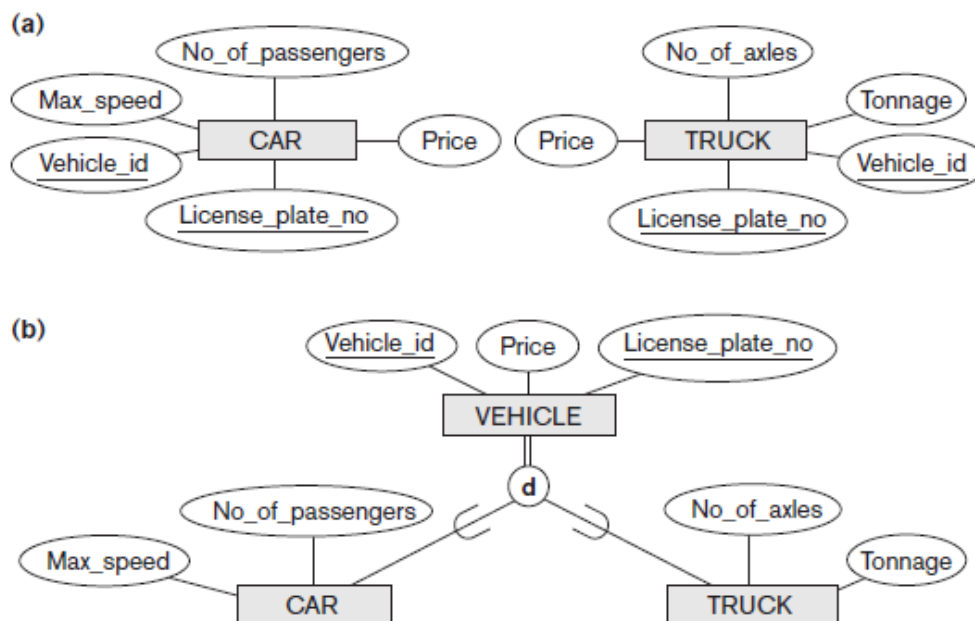 (a)
No_of_passengers
No_of_axles
Max_speed
Tonnage
CAR
Price
Price
TRUCK
Vehicle_id
Vehicle_id
License_plate_no
License_plate_no
(b)
Vehicle_id
Price
License_plate_no
VEHICLE
d
No_of_passengers
No_of_axles
Max_speed
Tonnage
CAR
TRUCK